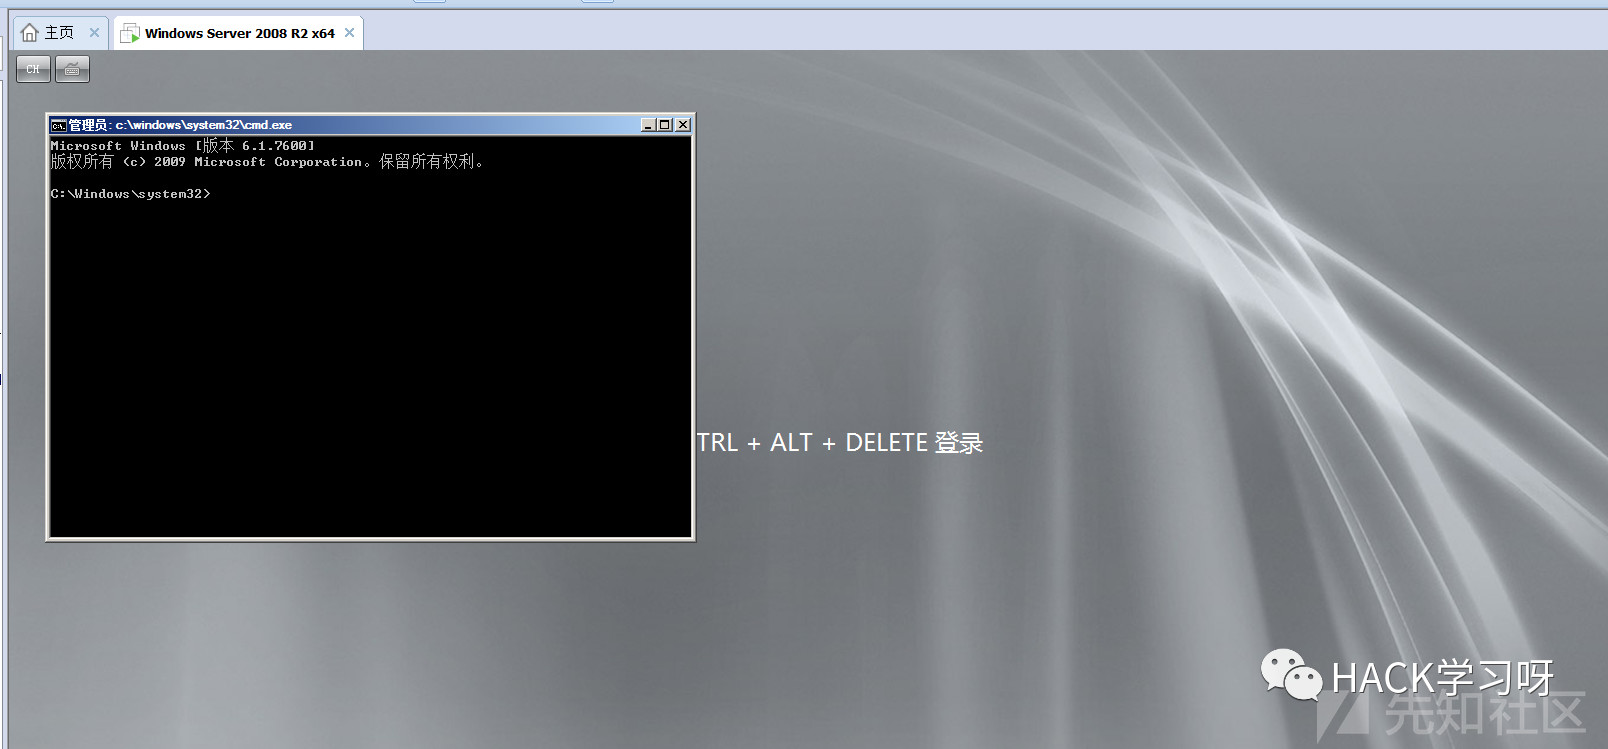 主页
Windows Server 2008 R2 x64
CH
管理员: c:\windows\system32\cmd.exe
Microsoft Windows [版本 6.1.7600]
版权所有 (c) 2009 Microsoft Corporation。保留所有权利。
C:\Windows\system32>
TRL + ALT + DELETE 登录
HACK学习呀
先知社区